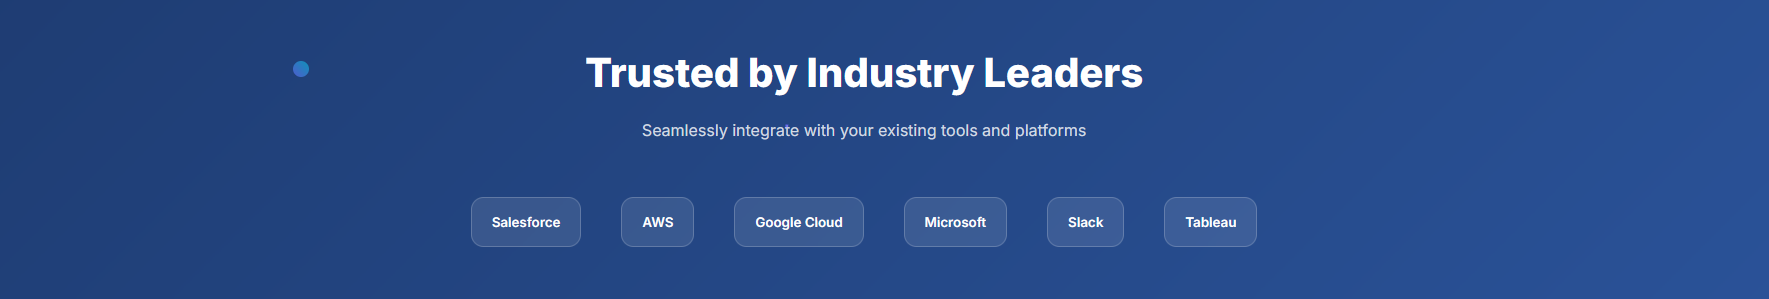 Trusted by Industry Leaders
Seamlessly integrate with your existing tools and platforms
Salesforce AWS Google Cloud Microsoft Slack Tableau